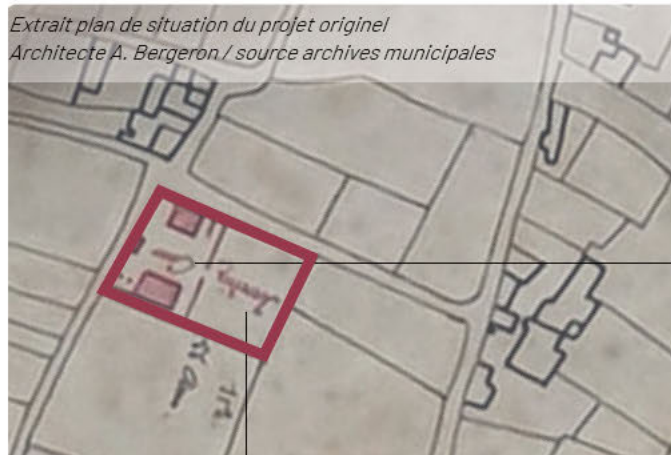 Extrait plan de situation du projet originel
Architecte A. Bergeron / source archives municipales